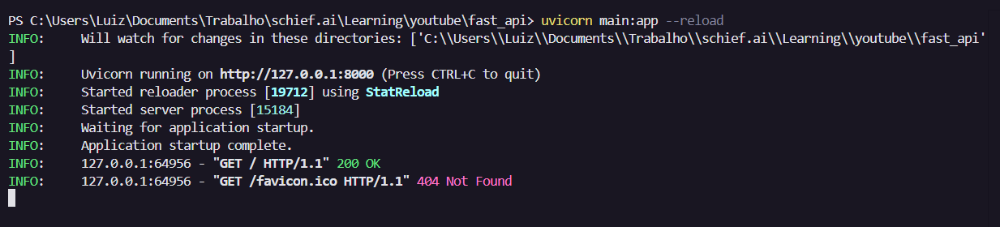 PS C:\Users\Luiz\Documents\Trabalho\schief.ai\Learning\youtube\fast_api> uvicorn main:app --reload
INFO:     Will watch for changes in these directories: ['C:\\Users\\Luiz\\Documents\\Trabalho\\schief.ai\\Learning\\youtube\\fast_api'
]
INFO:     Uvicorn running on http://127.0.0.1:8000 (Press CTRL+C to quit)
INFO:     Started reloader process [19712] using StatReload
INFO:     Started server process [15184]
INFO:     Waiting for application startup.
INFO:     Application startup complete.
INFO:     127.0.0.1:64956 - "GET / HTTP/1.1" 200 OK
INFO:     127.0.0.1:64956 - "GET /favicon.ico HTTP/1.1" 404 Not Found